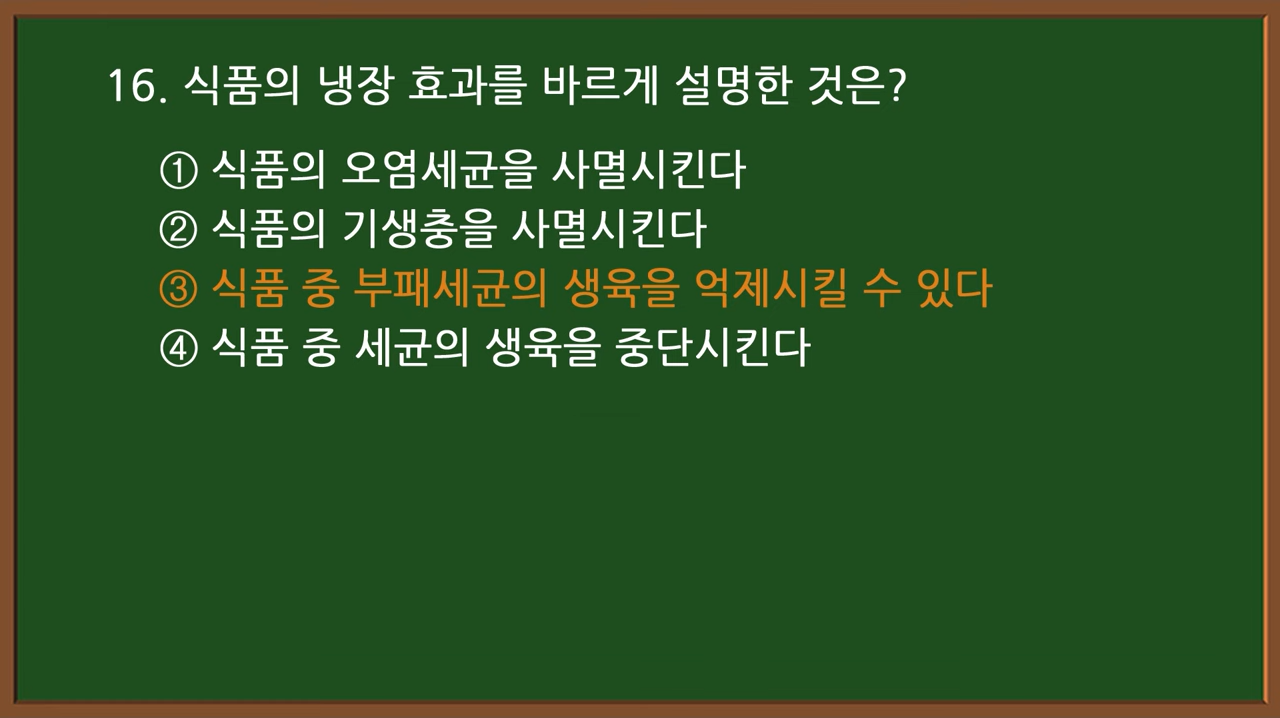 16. 식품의 냉장 효과를 바르게 설명한 것은?
① 식품의 오염세균을 사멸시킨다
② 식품의 기생충을 사멸시킨다
③ 식품 중 부패세균의 생육을 억제시킬 수 있다
④ 식품 중 세균의 생육을 중단시킨다